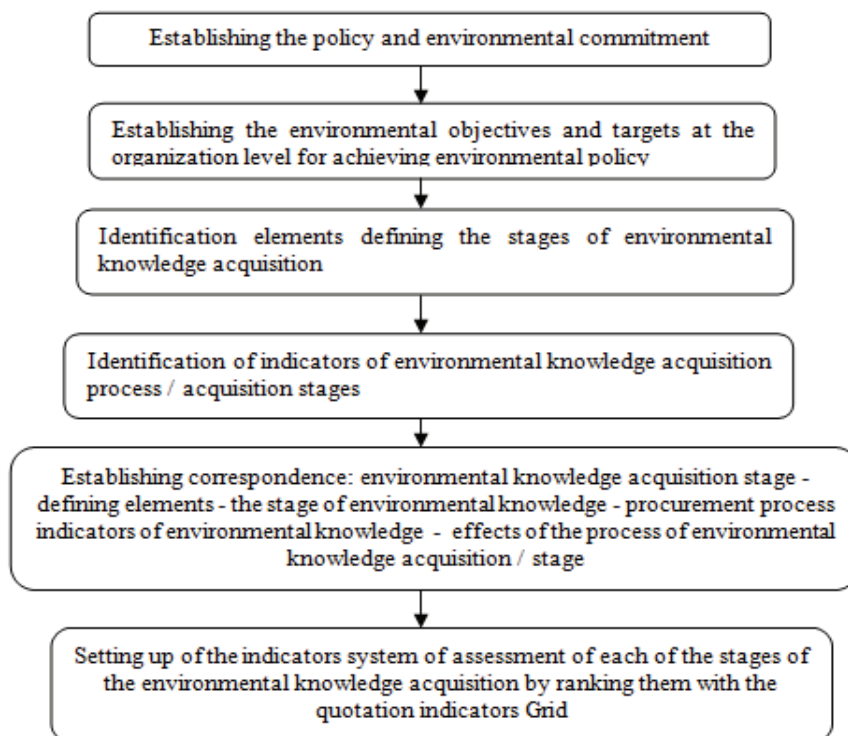 Establishing the policy and environmental commitment
Establishing the environmental objectives and targets at the
organization level for achieving environmental policy
Identification elements defining the stages of environmental
knowledge acquisition
Identification of indicators of environmental knowledge acquisition
process / acquisition stages
Establishing correspondence: environmental knowledge acquisition stage -
defining elements - the stage of environmental knowledge - procurement process
indicators of environmental knowledge - effects of the process of environmental
knowledge acquisition / stage
Setting up of the indicators system of assessment of each of the stages of
the environmental knowledge acquisition by ranking them with the
quotation indicators Grid